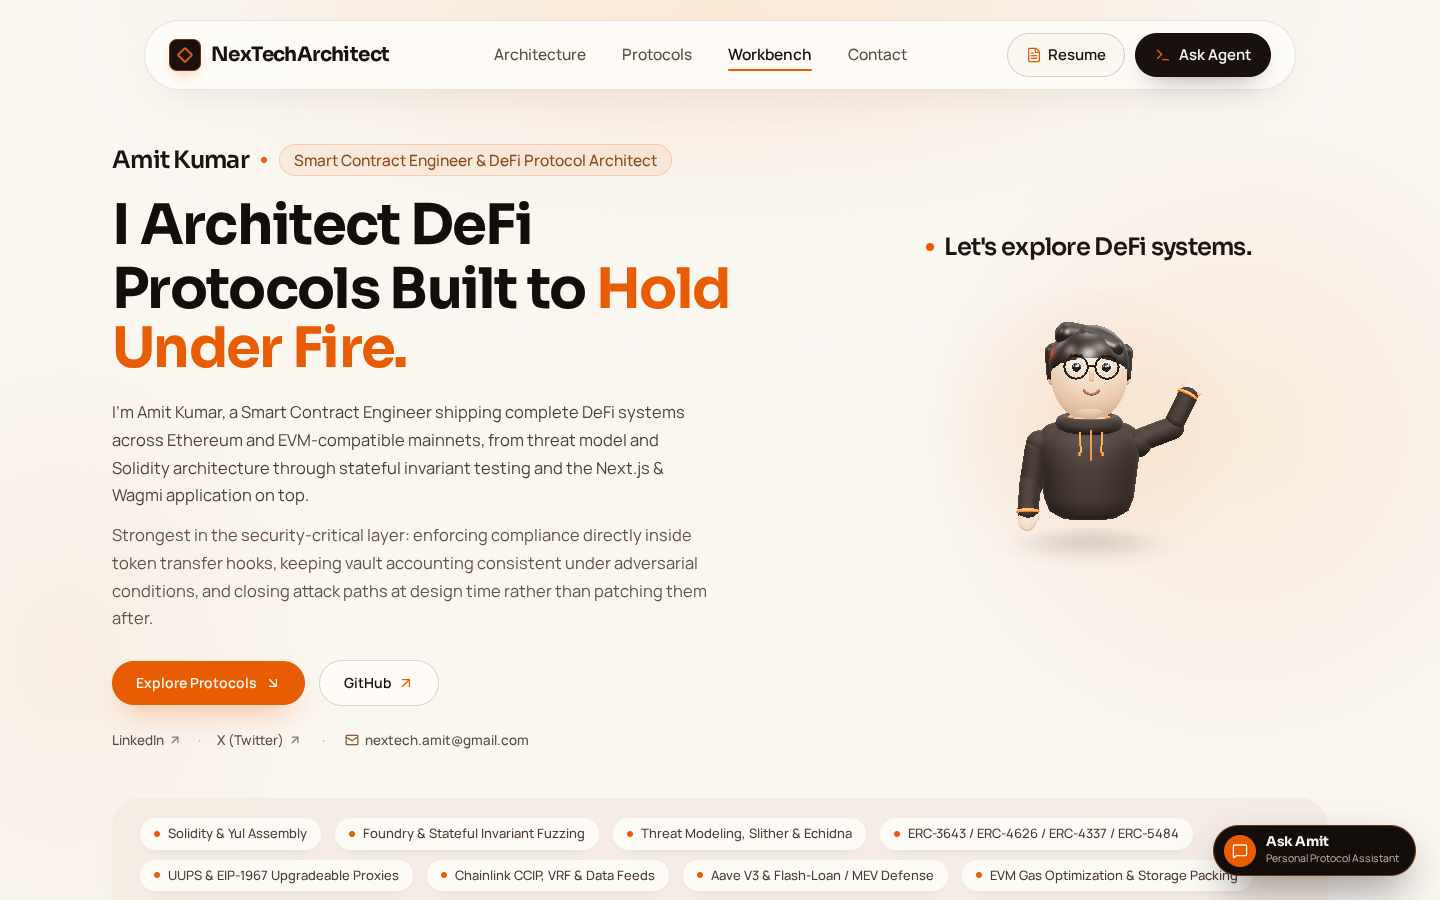 NexTechArchitect
Architecture
Protocols
Workbench
Contact
Resume
Ask Agent
Amit Kumar
Smart Contract Engineer & DeFi Protocol Architect
I Architect DeFi
Protocols Built to Hold
Under Fire.
Let's explore DeFi systems.
I'm Amit Kumar, a Smart Contract Engineer shipping complete DeFi systems
across Ethereum and EVM-compatible mainnets, from threat model and
Solidity architecture through stateful invariant testing and the Next.js &
Wagmi application on top.
Strongest in the security-critical layer: enforcing compliance directly inside
token transfer hooks, keeping vault accounting consistent under adversarial
conditions, and closing attack paths at design time rather than patching them
after.
Explore Protocols
GitHub
LinkedIn
X (Twitter)
nextech.amit@gmail.com
Solidity & Yul Assembly
Foundry & Stateful Invariant Fuzzing
Threat Modeling, Slither & Echidna
ERC-3643 / ERC-4626 / ERC-4337 / ERC-5484
UUPS & EIP-1967 Upgradeable Proxies
Chainlink CCIP, VRF & Data Feeds
Aave V3 & Flash-Loan / MEV Defense
EVM Gas Optimization & Storage Packing
Ask Amit
Personal Protocol Assistant